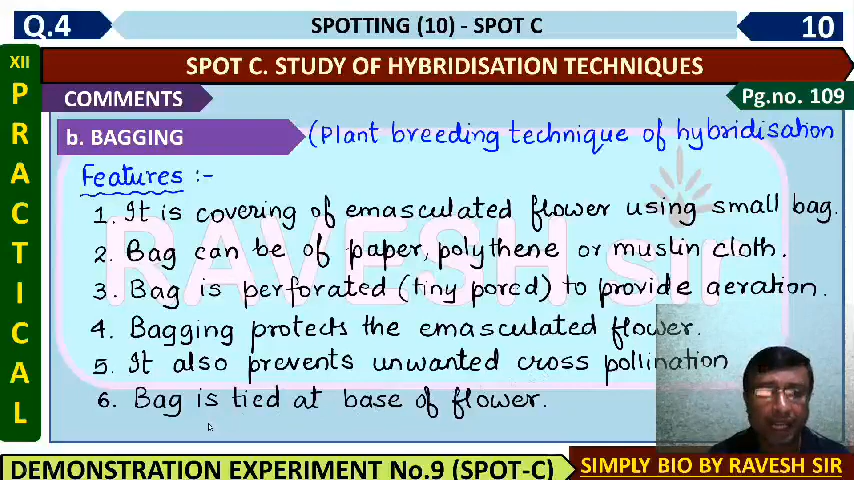 Q.4
SPOTTING (10) - SPOT C
10
XII
PRACTICAL
SPOT C. STUDY OF HYBRIDISATION TECHNIQUES
COMMENTS
Pg.no. 109
b. BAGGING
(Plant breeding technique of hybridisation
Features :-
1. It is covering of emasculated flower using small bag.
2. Bag can be of paper, polythene or muslin cloth.
3. Bag is perforated (tiny pored) to provide aeration.
4. Bagging protects the emasculated flower.
5. It also prevents unwanted cross pollination
6. Bag is tied at base of flower.
RAVESH Sir
DEMONSTRATION EXPERIMENT No.9 (SPOT-C)
SIMPLY BIO BY RAVESH SIR